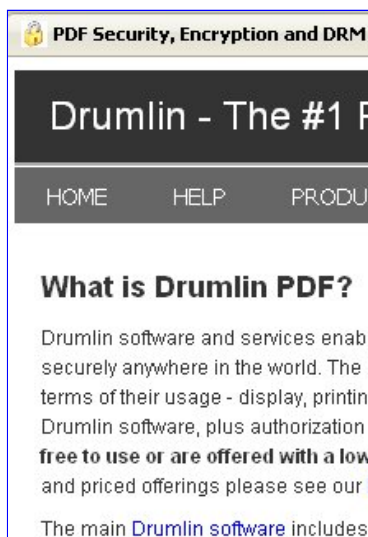 PDF Security, Encryption and DRM
Drumlin - The #1
HOME HELP PRODU
What is Drumlin PDF?
Drumlin software and services enab
securely anywhere in the world. The
terms of their usage - display, printin
Drumlin software, plus authorization
free to use or are offered with a low
and priced offerings please see our
The main Drumlin software includes